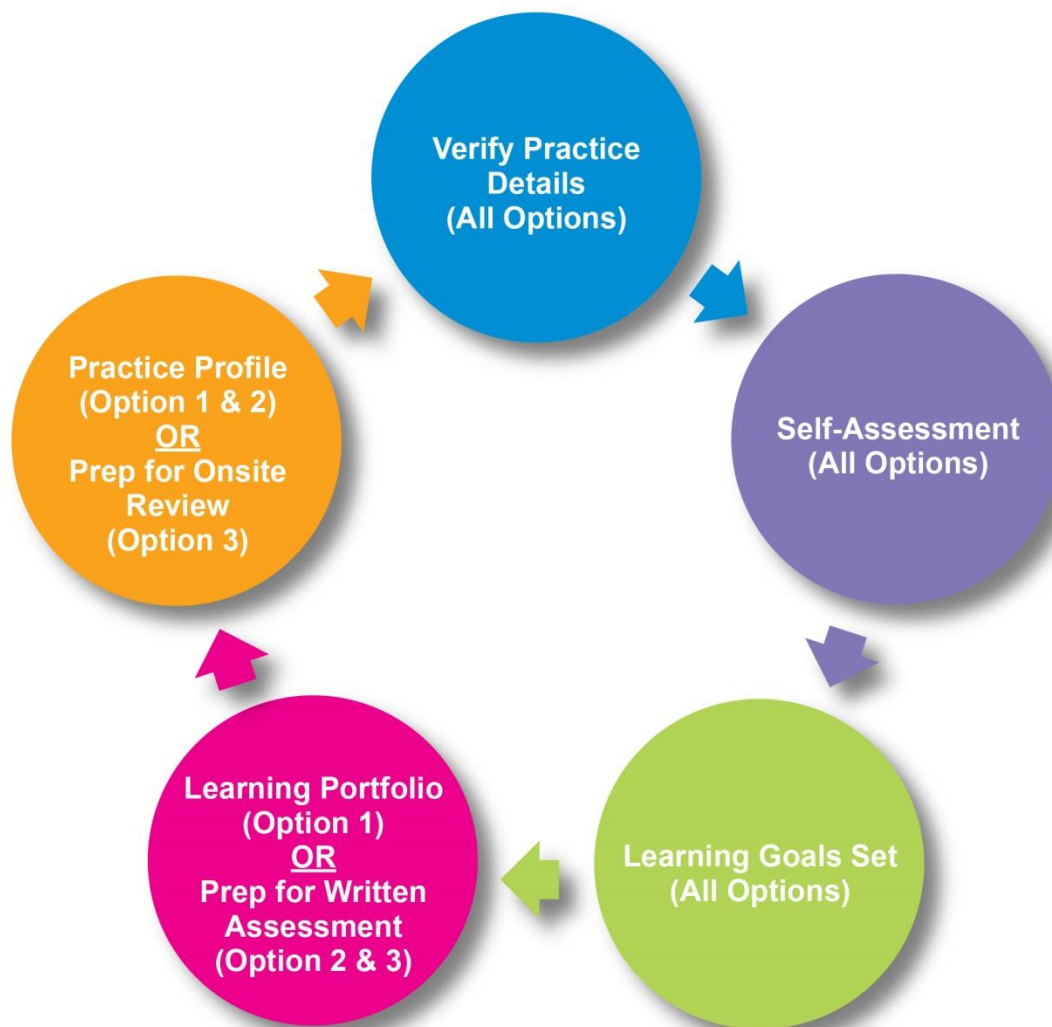 Verify Practice
Details
(All Options)
Self-Assessment
(All Options)
Learning Goals Set
(All Options)
Learning Portfolio
(Option 1)
OR
Prep for Written
Assessment
(Option 2 & 3)
Practice Profile
(Option 1 & 2)
OR
Prep for Onsite
Review
(Option 3)